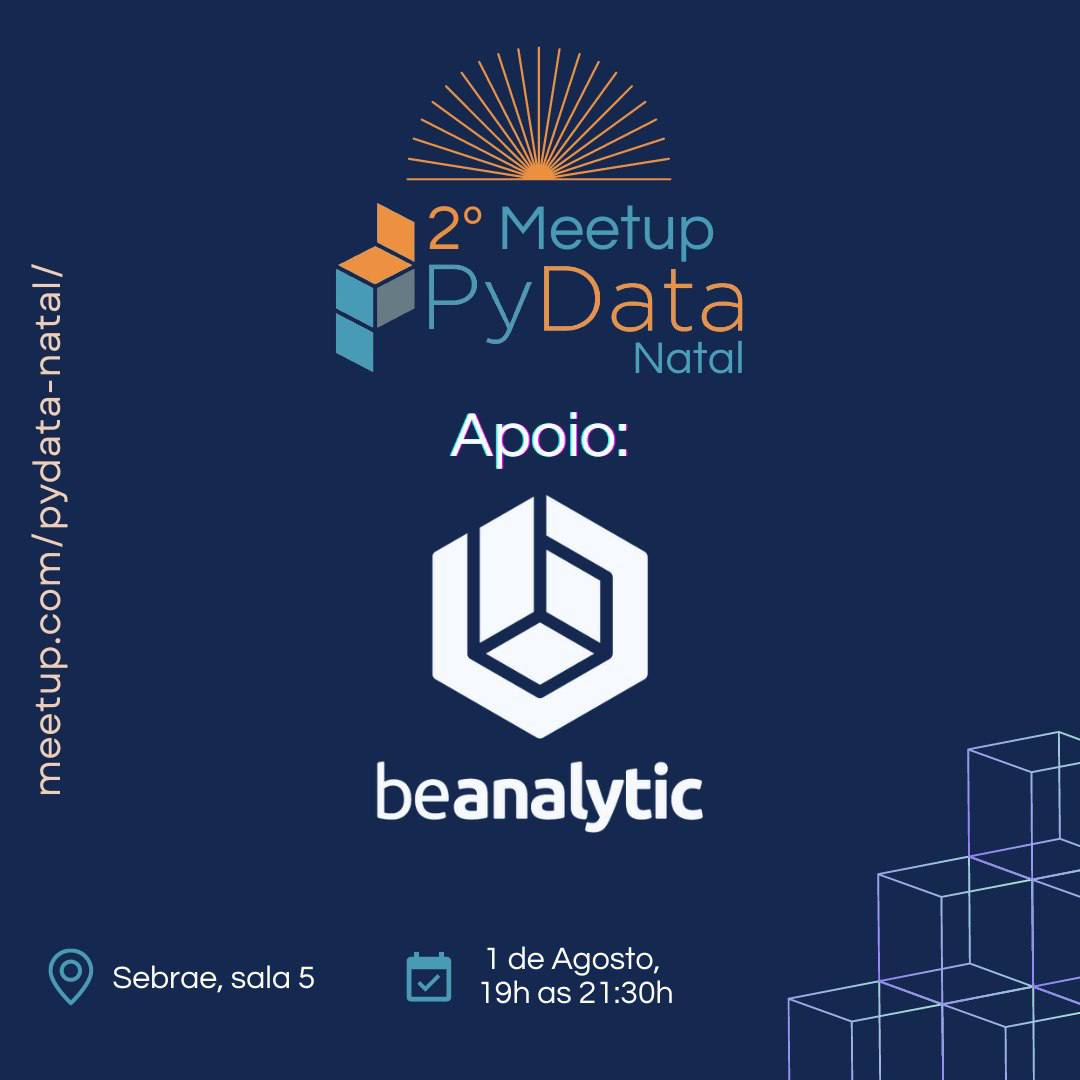 2º Meetup
PyData
Natal
Apoio:
beanalytic
meetup.com/pydata-natal/
Sebrae, sala 5
1 de Agosto,
19h as 21:30h